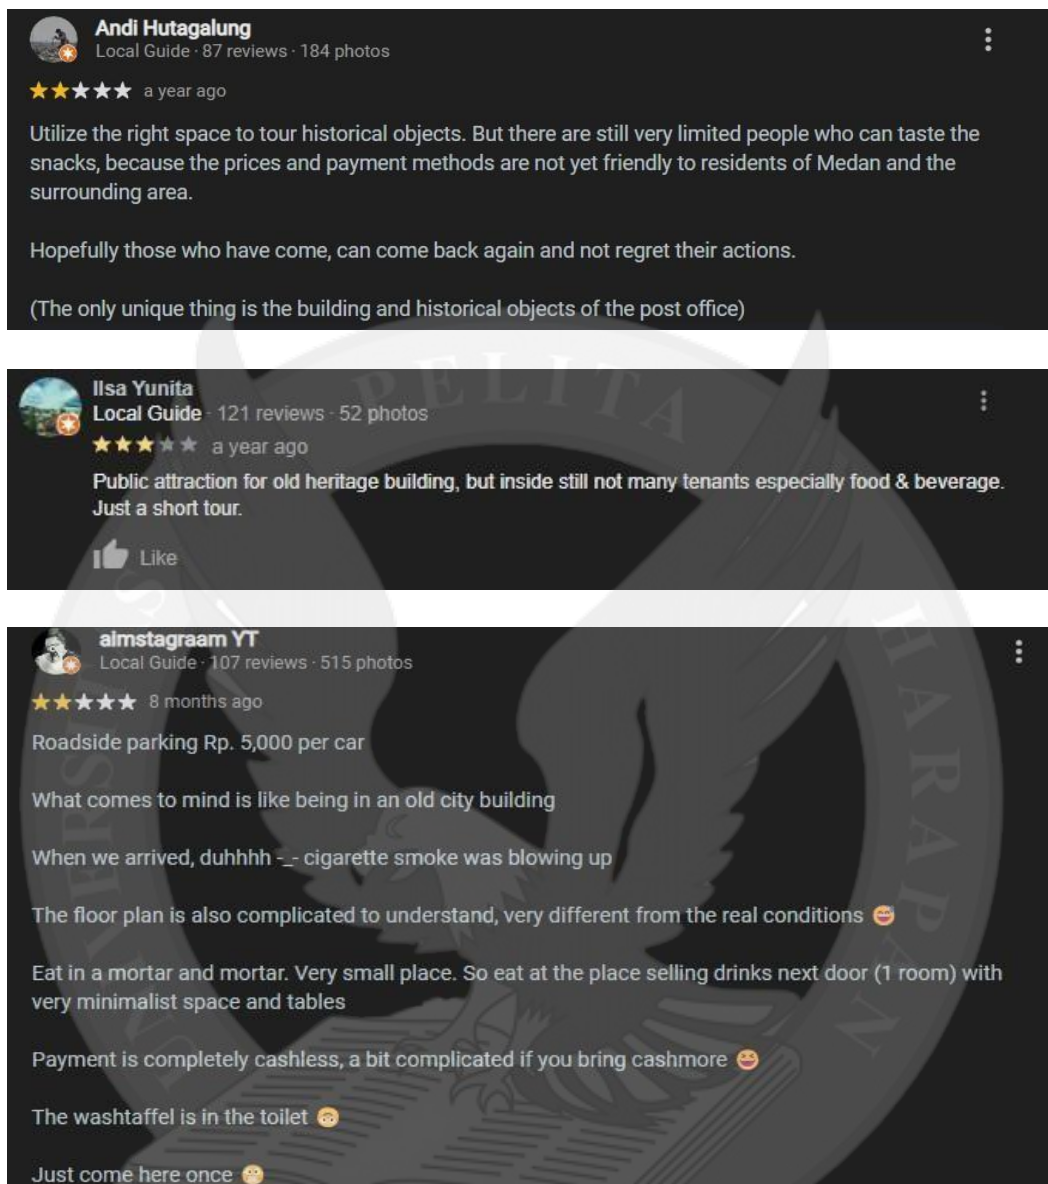 Andi Hutagalung
Local Guide · 87 reviews · 184 photos
a year ago
Utilize the right space to tour historical objects. But there are still very limited people who can taste the
snacks, because the prices and payment methods are not yet friendly to residents of Medan and the
surrounding area.
Hopefully those who have come, can come back again and not regret their actions.
(The only unique thing is the building and historical objects of the post office)
PELITA
Ilsa Yunita
Local Guide · 121 reviews · 52 photos
a year ago
Public attraction for old heritage building, but inside still not many tenants especially food & beverage.
Just a short tour.
Like
UNIVERSITAS
HARAPAN
aimstagraam YT
Local Guide · 107 reviews · 515 photos
8 months ago
Roadside parking Rp. 5,000 per car
What comes to mind is like being in an old city building
When we arrived, duhhhh -_- cigarette smoke was blowing up
The floor plan is also complicated to understand, very different from the real conditions 😅
Eat in a mortar and mortar. Very small place. So eat at the place selling drinks next door (1 room) with
very minimalist space and tables
Payment is completely cashless, a bit complicated if you bring cashmore 😆
The washtaffel is in the toilet 🙃
Just come here once